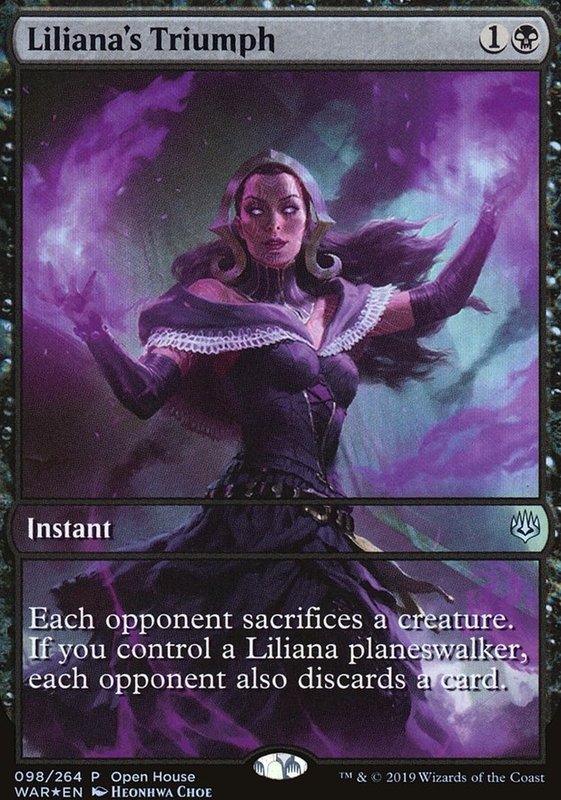 Liliana's Triumph 1
Instant
Each opponent sacrifices a creature.
If you control a Liliana planeswalker,
each opponent also discards a card.
098/264 P Open House
WAR★EN Heonhwa Choe
™ & © 2019 Wizards of the Coast